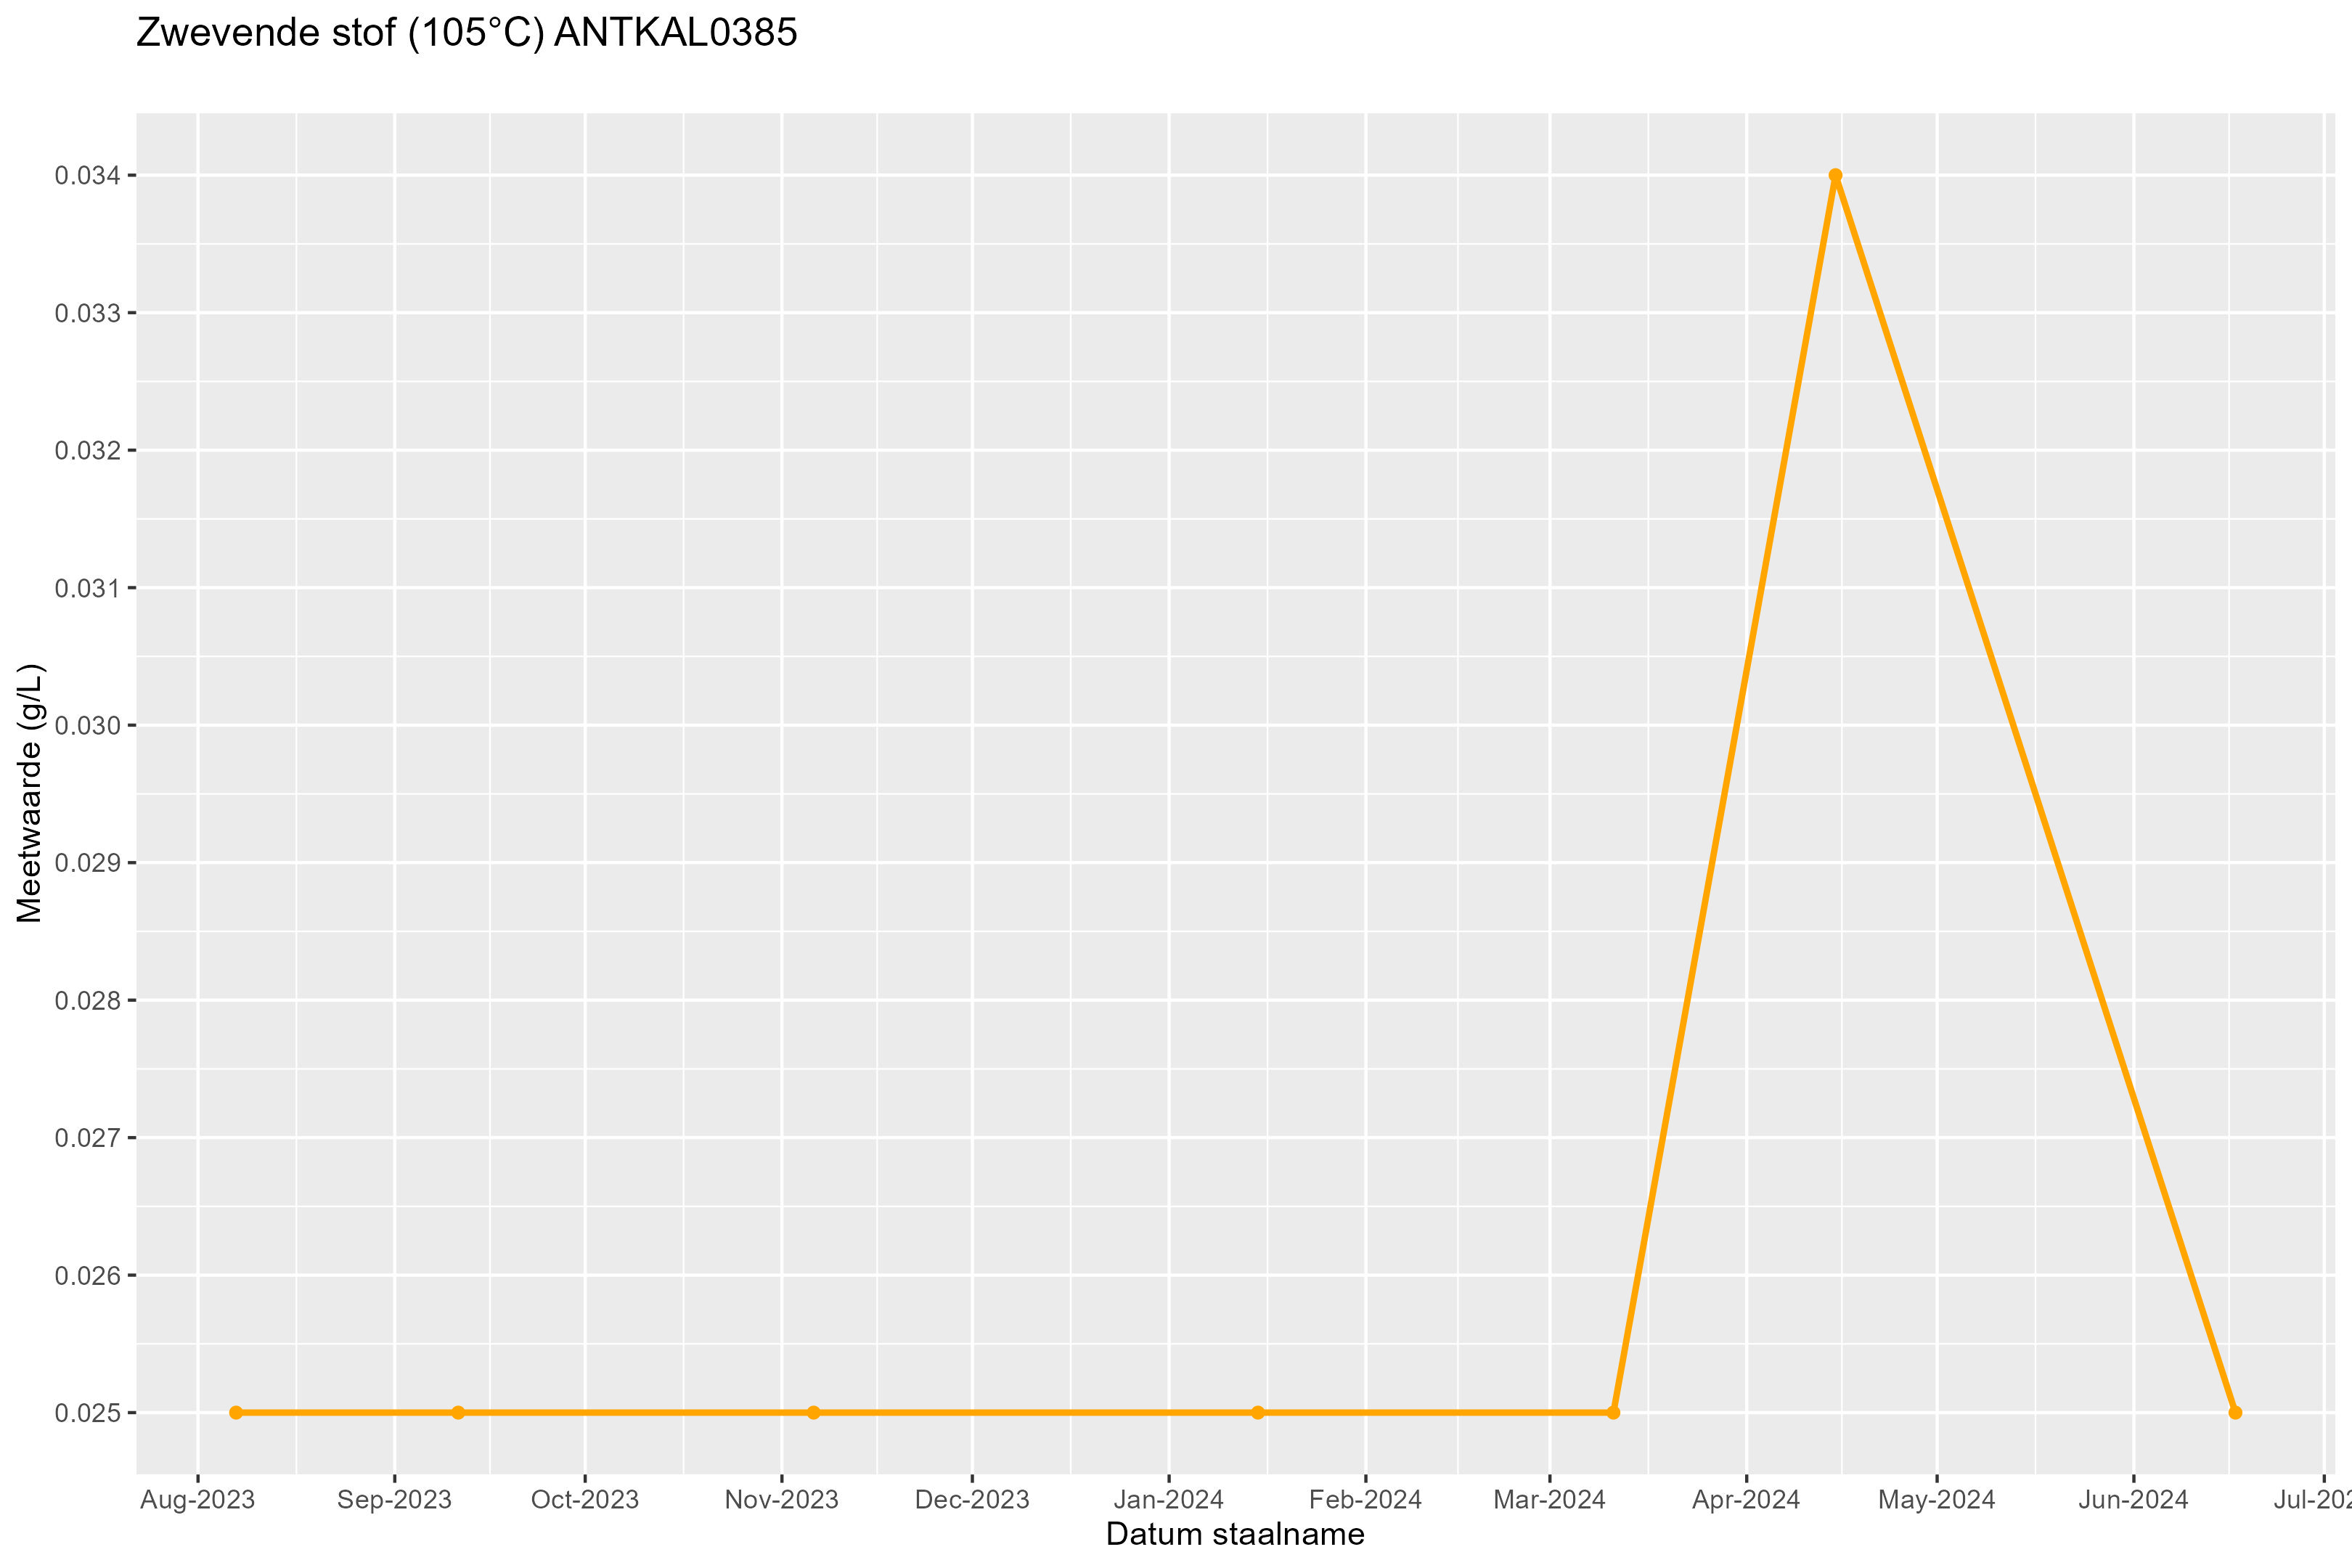 Zwevende stof (105°C) ANTKAL0385
Meetwaarde (g/L)
0.034
0.033
0.032
0.031
0.030
0.029
0.028
0.027
0.026
0.025
Aug-2023 Sep-2023 Oct-2023 Nov-2023 Dec-2023 Jan-2024 Feb-2024 Mar-2024 Apr-2024 May-2024 Jun-2024 Jul-202
Datum staalname